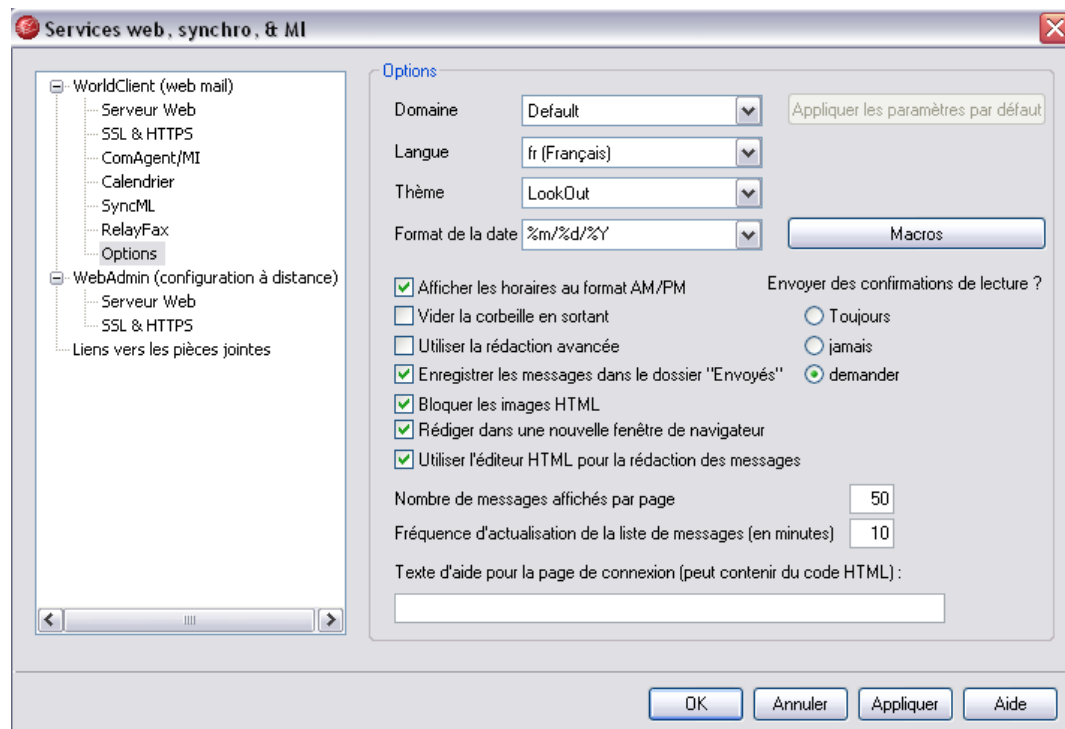 Services web, synchro, & MI
WorldClient (web mail)
Serveur Web
SSL & HTTPS
ComAgent/MI
Calendrier
SyncML
RelayFax
Options
WebAdmin (configuration à distance)
Serveur Web
SSL & HTTPS
Liens vers les pièces jointes
Options
Domaine Default Appliquer les paramètres par défaut
Langue fr (Français)
Thème LookOut
Format de la date %m/%d/%Y Macros
Afficher les horaires au format AM/PM
Vider la corbeille en sortant
Utiliser la rédaction avancée
Enregistrer les messages dans le dossier "Envoyés"
Bloquer les images HTML
Rédiger dans une nouvelle fenêtre de navigateur
Utiliser l'éditeur HTML pour la rédaction des messages
Envoyer des confirmations de lecture ?
Toujours
jamais
demander
Nombre de messages affichés par page 50
Fréquence d'actualisation de la liste de messages (en minutes) 10
Texte d'aide pour la page de connexion (peut contenir du code HTML) :
OK Annuler Appliquer Aide